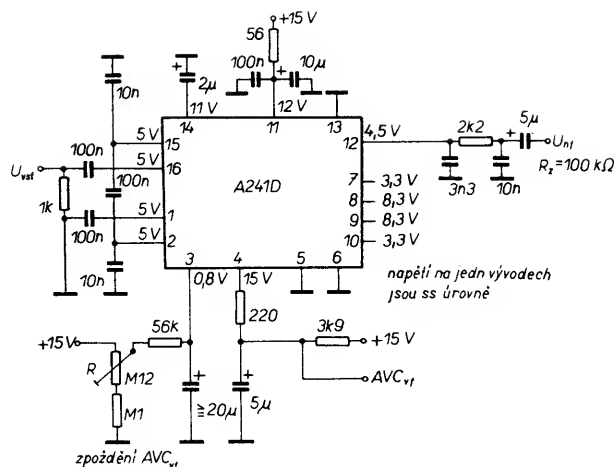 +15 V
56
100n
10µ
+
+
2µ
10n
11 V
12 V
14
11
13
5 V
15
12
4,5 V
2k2
+
5µ
U_nf
R_z = 100 kΩ
3n3
10n
100n
5 V
16
U_vst
100n
A241D
7
3,3 V
8
8,3 V
9
8,3 V
10
3,3 V
1k
5 V
1
100n
5 V
2
10n
3
4
5
6
0,8 V
15 V
napětí na jedn vývodech
jsou ss úrovně
220
3k9
+15 V
56k
+15 V
R
M12
M1
+
≧ 20µ
+
5µ
AVC_vf
zpoždění AVC_vf